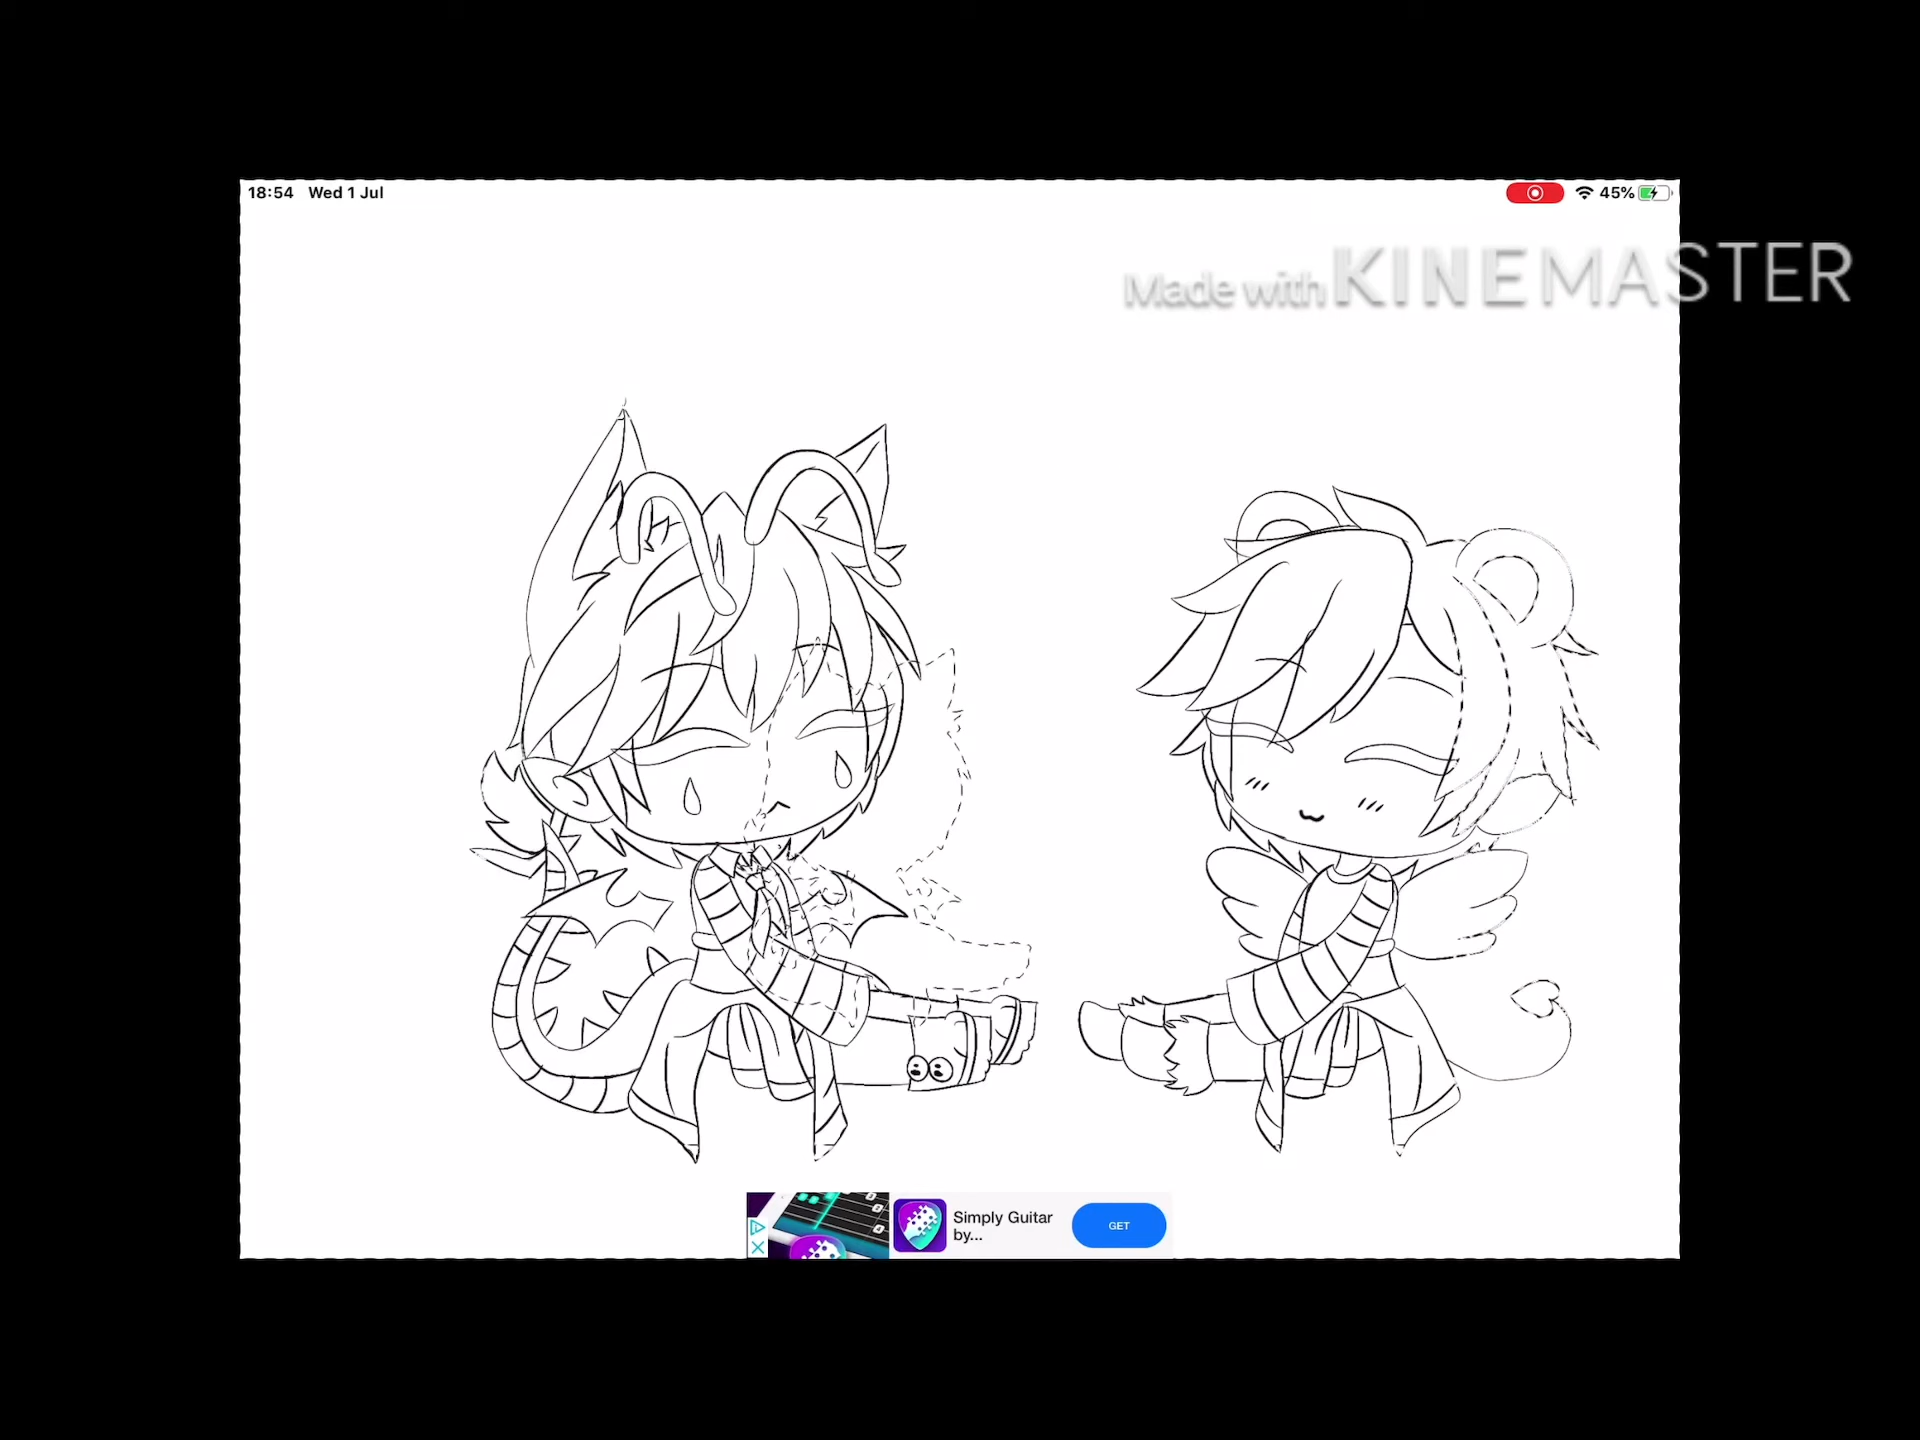 18:54 Wed 1 Jul
45%
Made with KINEMASTER
Simply Guitar
by...
GET